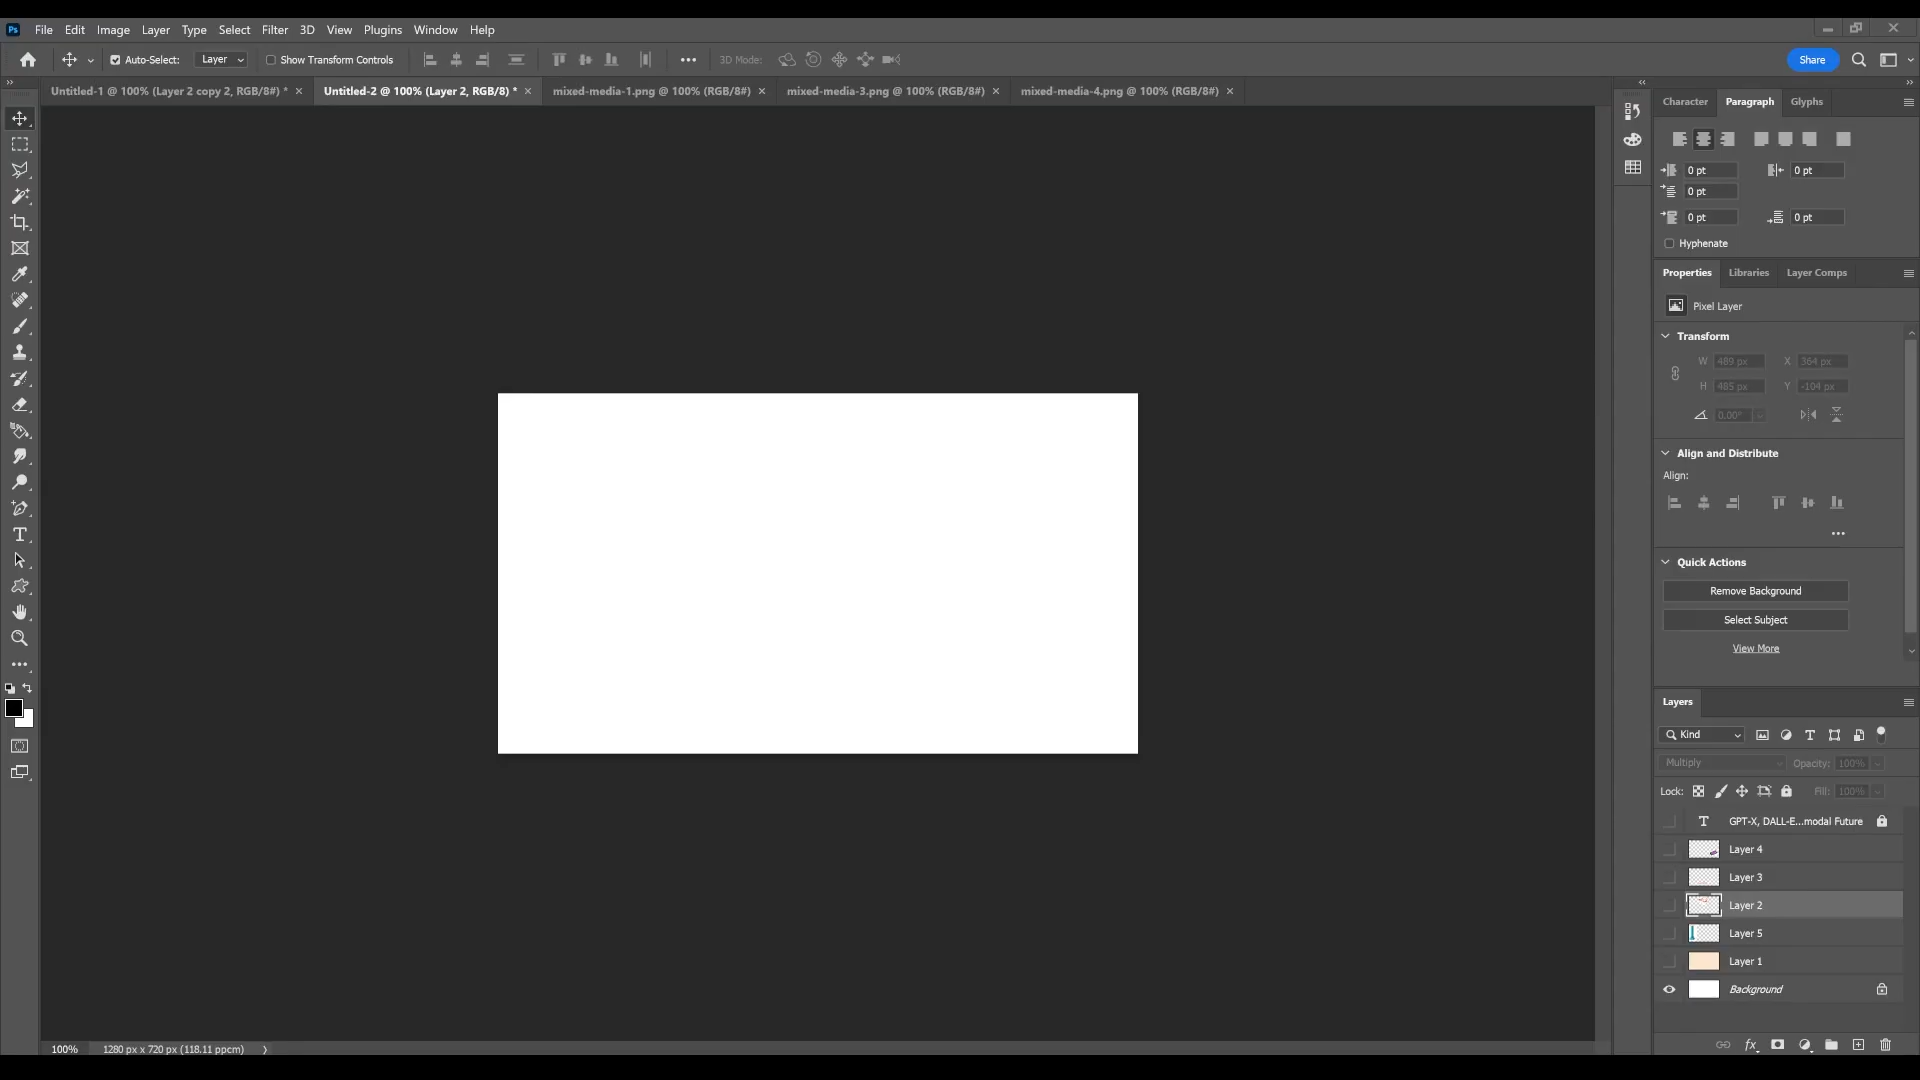 Ps File Edit Image Layer Type Select Filter 3D View Plugins Window Help
Auto-Select: Layer Show Transform Controls 3D Mode: Share
Untitled-1 @ 100% (Layer 2 copy 2, RGB/8#) * Untitled-2 @ 100% (Layer 2, RGB/8) * mixed-media-1.png @ 100% (RGB/8#) mixed-media-3.png @ 100% (RGB/8#) mixed-media-4.png @ 100% (RGB/8#)
Character Paragraph Glyphs
0 pt 0 pt
0 pt
0 pt 0 pt
Hyphenate
Properties Libraries Layer Comps
Pixel Layer
Transform
W 489 px X 364 px
H 485 px Y -104 px
0.00°
Align and Distribute
Align:
Quick Actions
Remove Background
Select Subject
View More
Layers
Kind
Multiply Opacity: 100%
Lock: Fill: 100%
T GPT-X, DALL-E...modal Future
Layer 4
Layer 3
Layer 2
Layer 5
Layer 1
Background
fx
100% 1280 px x 720 px (118.11 ppcm)